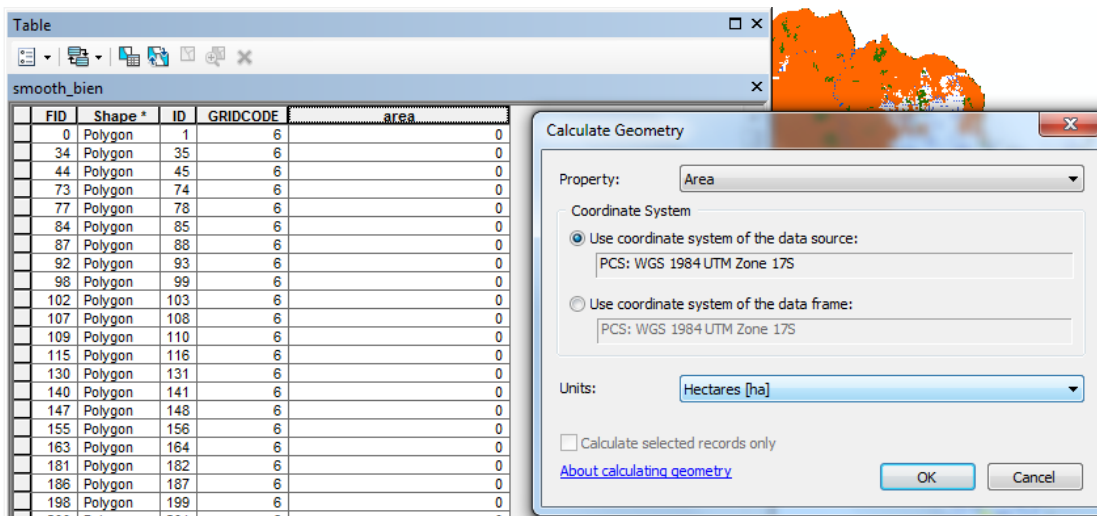 Table
smooth_bien
FID Shape * ID GRIDCODE area
0 Polygon 1 6 0
34 Polygon 35 6 0
44 Polygon 45 6 0
73 Polygon 74 6 0
77 Polygon 78 6 0
84 Polygon 85 6 0
87 Polygon 88 6 0
92 Polygon 93 6 0
98 Polygon 99 6 0
102 Polygon 103 6 0
107 Polygon 108 6 0
109 Polygon 110 6 0
115 Polygon 116 6 0
130 Polygon 131 6 0
140 Polygon 141 6 0
147 Polygon 148 6 0
155 Polygon 156 6 0
163 Polygon 164 6 0
181 Polygon 182 6 0
186 Polygon 187 6 0
198 Polygon 199 6 0
Calculate Geometry
Property: Area
Coordinate System
Use coordinate system of the data source:
PCS: WGS 1984 UTM Zone 17S
Use coordinate system of the data frame:
PCS: WGS 1984 UTM Zone 17S
Units: Hectares [ha]
Calculate selected records only
About calculating geometry
OK Cancel